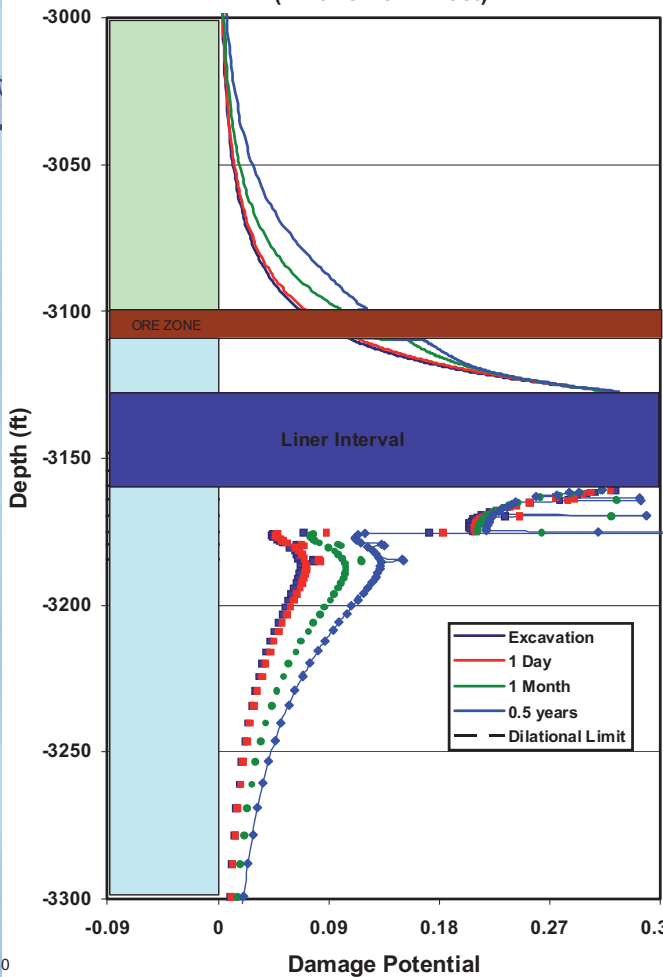 -3000
-3050
-3100
ORE ZONE
Liner Interval
-3150
-3200
Excavation
1 Day
1 Month
0.5 years
Dilational Limit
-3250
-3300
-0.09 0 0.09 0.18 0.27
Depth (ft)
Damage Potential
0